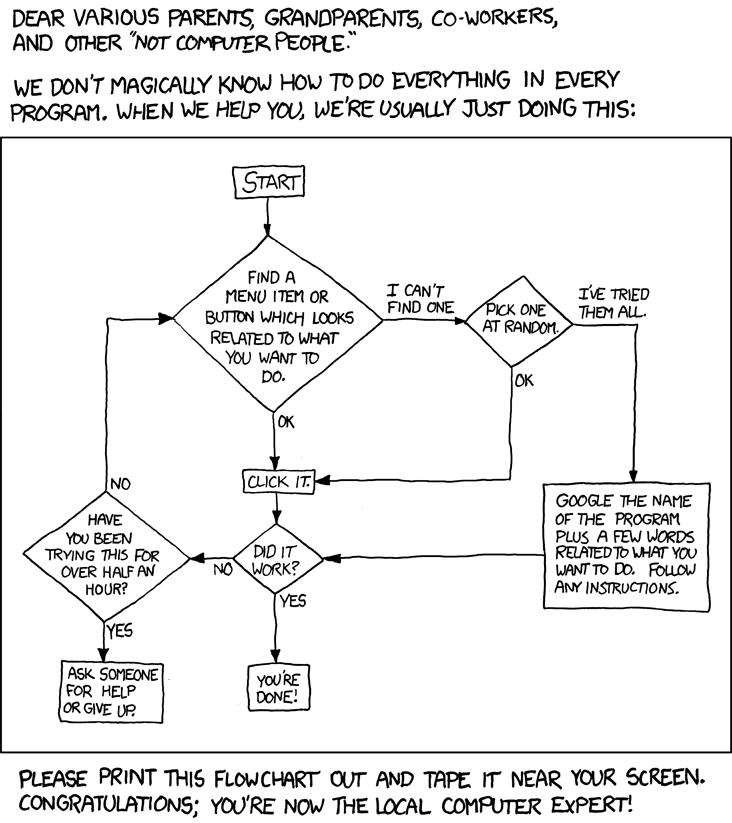 DEAR VARIOUS PARENTS, GRANDPARENTS, CO-WORKERS,
AND OTHER "NOT COMPUTER PEOPLE."
WE DON'T MAGICALLY KNOW HOW TO DO EVERYTHING IN EVERY
PROGRAM. WHEN WE HELP YOU, WE'RE USUALLY JUST DOING THIS:
START
FIND A
MENU ITEM OR
BUTTON WHICH LOOKS
RELATED TO WHAT
YOU WANT TO
DO.
I CAN'T
FIND ONE
PICK ONE
AT RANDOM.
I'VE TRIED
THEM ALL.
OK
OK
CLICK IT.
GOOGLE THE NAME
OF THE PROGRAM
PLUS A FEW WORDS
RELATED TO WHAT YOU
WANT TO DO. FOLLOW
ANY INSTRUCTIONS.
DID IT
WORK?
NO
YES
HAVE
YOU BEEN
TRYING THIS FOR
OVER HALF AN
HOUR?
NO
YES
ASK SOMEONE
FOR HELP
OR GIVE UP.
YOU'RE
DONE!
PLEASE PRINT THIS FLOWCHART OUT AND TAPE IT NEAR YOUR SCREEN.
CONGRATULATIONS; YOU'RE NOW THE LOCAL COMPUTER EXPERT!